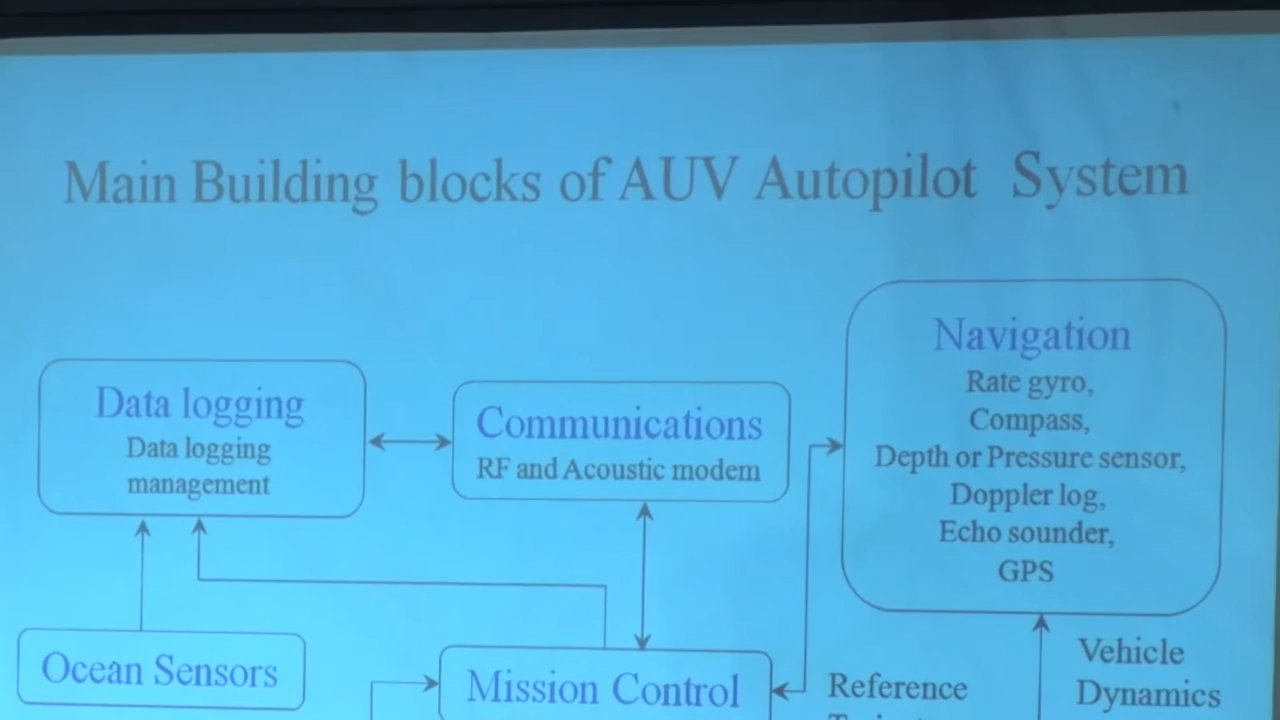 Main Building blocks of AUV Autopilot System
Navigation
Rate gyro,
Compass,
Depth or Pressure sensor,
Doppler log,
Echo sounder,
GPS
Data logging
Data logging
management
Communications
RF and Acoustic modem
Ocean Sensors
Mission Control
Reference
Vehicle
Dynamics